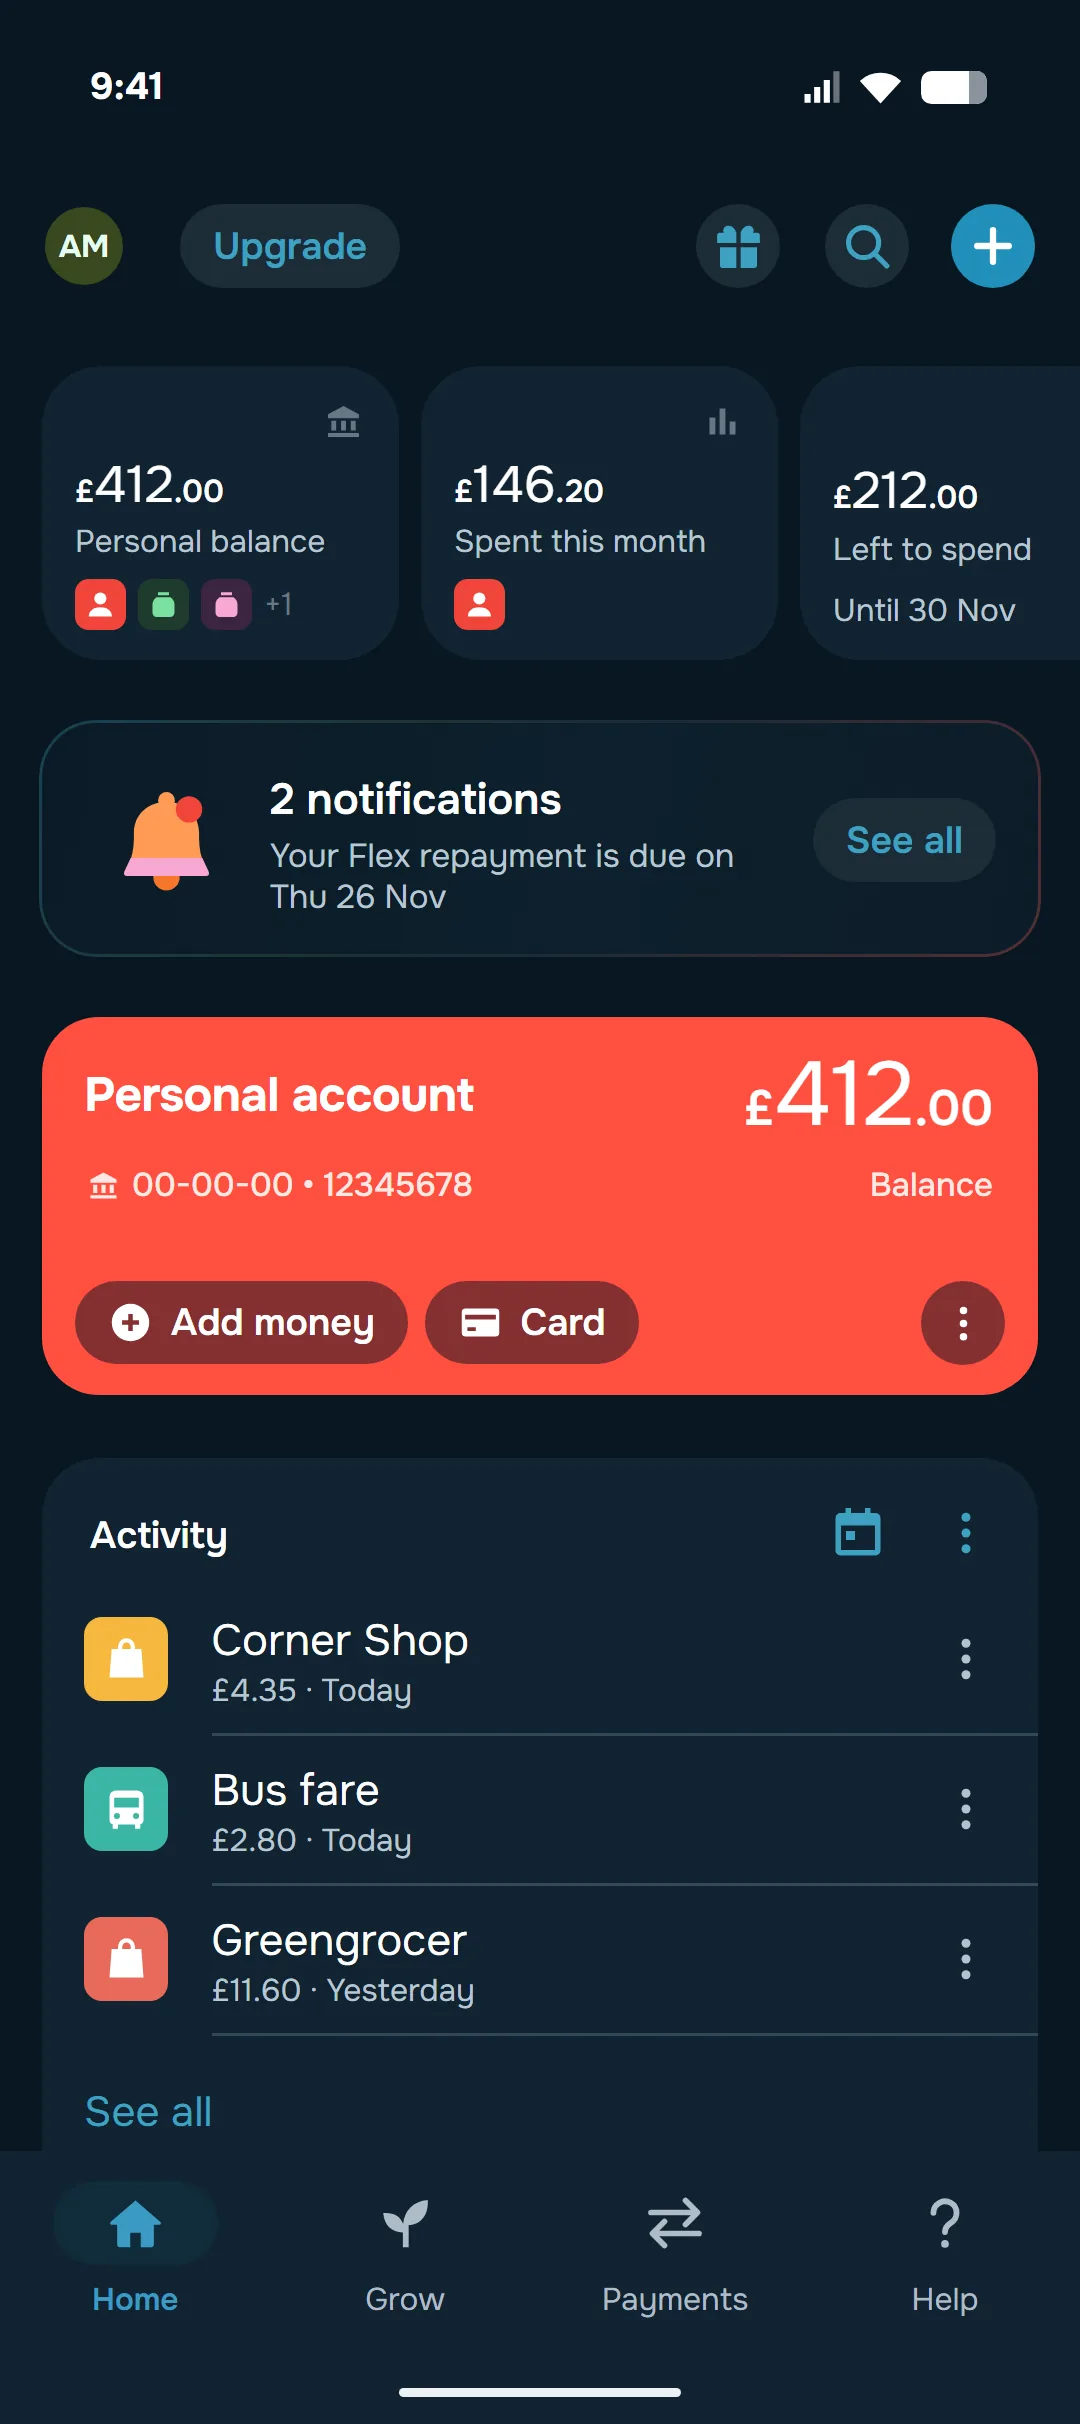 9:41
AM
Upgrade
£412.00
Personal balance
+1
£146.20
Spent this month
£212.00
Left to spend
Until 30 Nov
2 notifications
Your Flex repayment is due on
Thu 26 Nov
See all
Personal account
£412.00
00-00-00 • 12345678
Balance
Add money
Card
Activity
Corner Shop
£4.35 · Today
Bus fare
£2.80 · Today
Greengrocer
£11.60 · Yesterday
See all
Home
Grow
Payments
Help